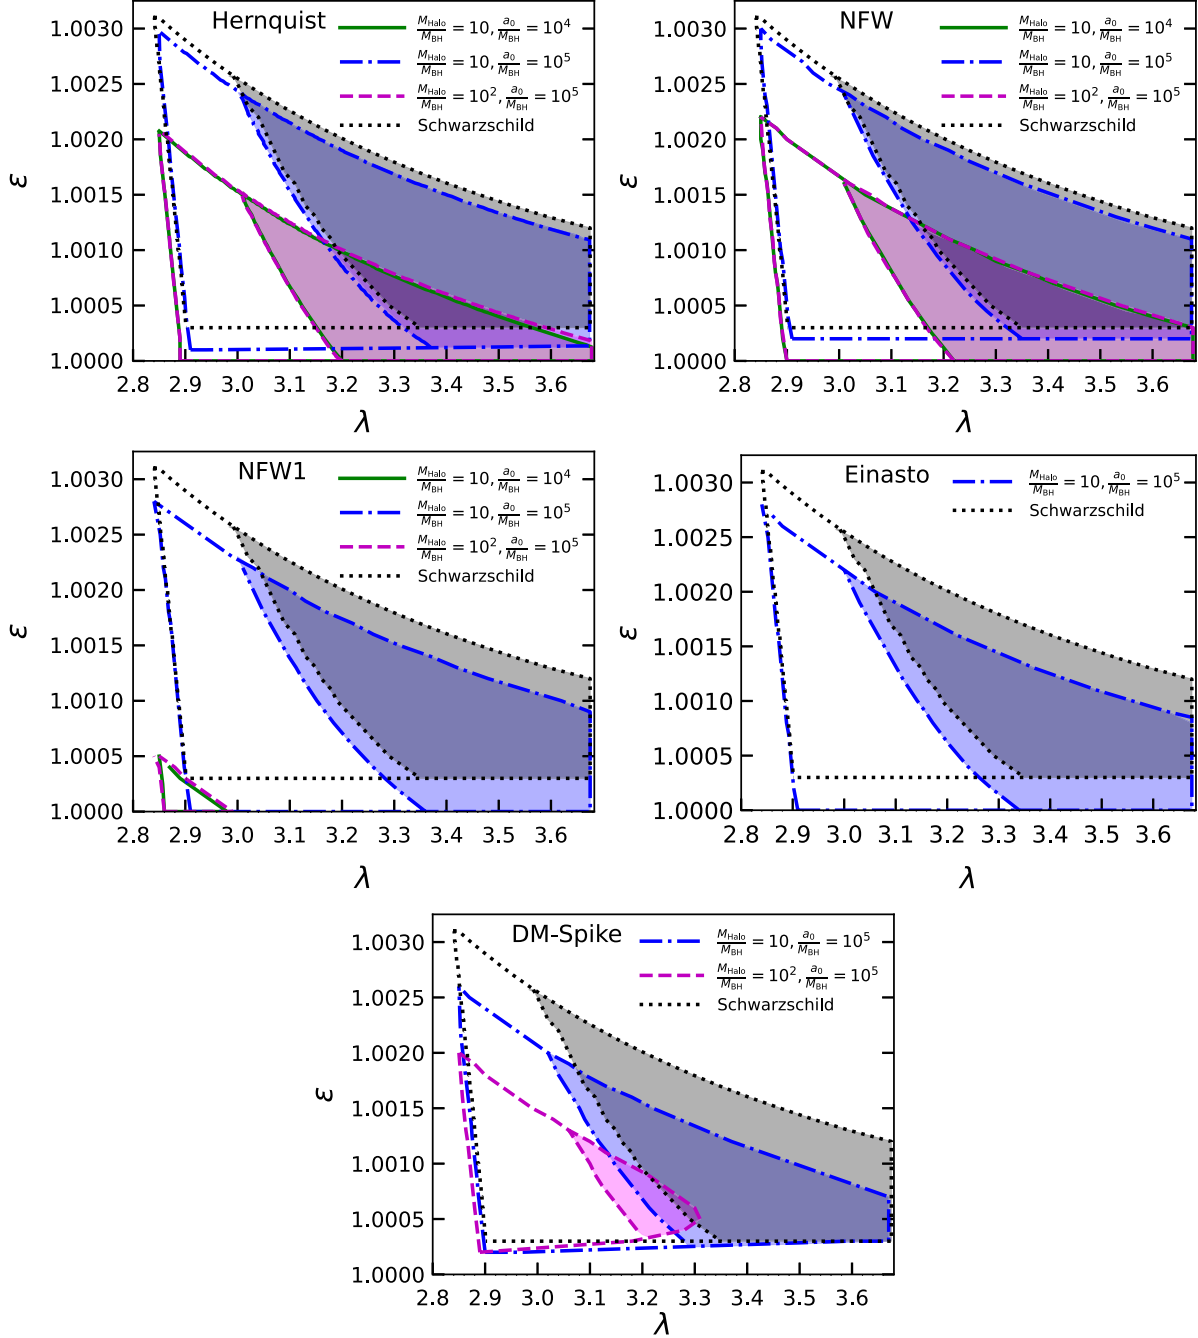 Hernquist
M_Halo/M_BH = 10, a_0/M_BH = 10^4
M_Halo/M_BH = 10, a_0/M_BH = 10^5
M_Halo/M_BH = 10^2, a_0/M_BH = 10^5
Schwarzschild
1.0030
1.0025
1.0020
1.0015
1.0010
1.0005
1.0000
ε
2.8 2.9 3.0 3.1 3.2 3.3 3.4 3.5 3.6
λ
NFW
M_Halo/M_BH = 10, a_0/M_BH = 10^4
M_Halo/M_BH = 10, a_0/M_BH = 10^5
M_Halo/M_BH = 10^2, a_0/M_BH = 10^5
Schwarzschild
1.0030
1.0025
1.0020
1.0015
1.0010
1.0005
1.0000
ε
2.8 2.9 3.0 3.1 3.2 3.3 3.4 3.5 3.6
λ
NFW1
M_Halo/M_BH = 10, a_0/M_BH = 10^4
M_Halo/M_BH = 10, a_0/M_BH = 10^5
M_Halo/M_BH = 10^2, a_0/M_BH = 10^5
Schwarzschild
1.0030
1.0025
1.0020
1.0015
1.0010
1.0005
1.0000
ε
2.8 2.9 3.0 3.1 3.2 3.3 3.4 3.5 3.6
λ
Einasto
M_Halo/M_BH = 10, a_0/M_BH = 10^5
Schwarzschild
1.0030
1.0025
1.0020
1.0015
1.0010
1.0005
1.0000
ε
2.8 2.9 3.0 3.1 3.2 3.3 3.4 3.5 3.6
λ
DM-Spike
M_Halo/M_BH = 10, a_0/M_BH = 10^5
M_Halo/M_BH = 10^2, a_0/M_BH = 10^5
Schwarzschild
1.0030
1.0025
1.0020
1.0015
1.0010
1.0005
1.0000
ε
2.8 2.9 3.0 3.1 3.2 3.3 3.4 3.5 3.6
λ